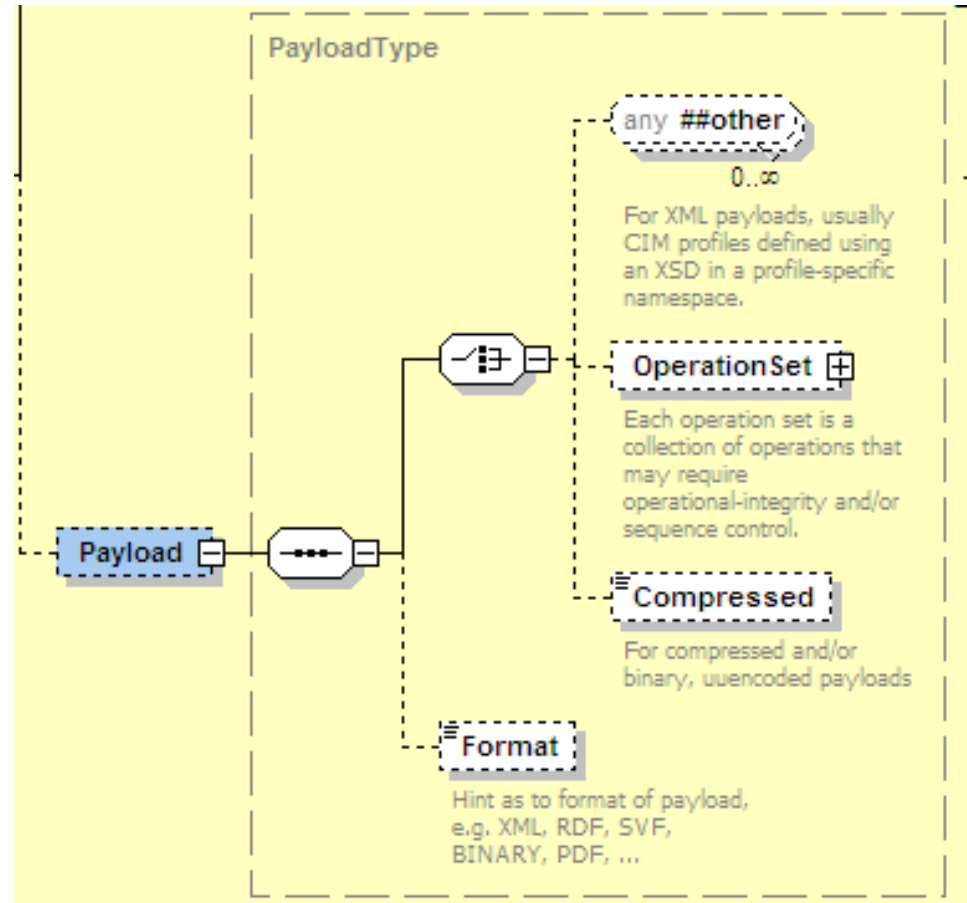 PayloadType
any ##other
0..∞
For XML payloads, usually
CIM profiles defined using
an XSD in a profile-specific
namespace.
OperationSet
Each operation set is a
collection of operations that
may require
operational-integrity and/or
sequence control.
Payload
Compressed
For compressed and/or
binary, uuencoded payloads
Format
Hint as to format of payload,
e.g. XML, RDF, SVF,
BINARY, PDF, ...